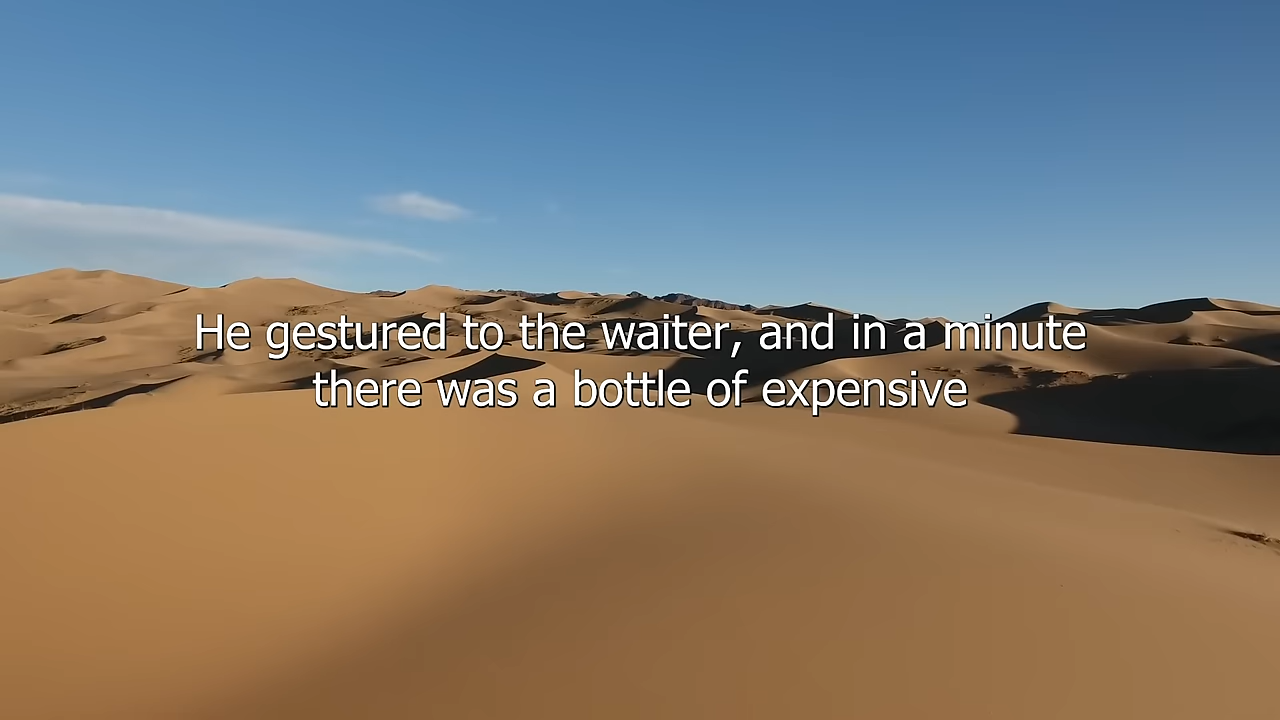 He gestured to the waiter, and in a minute
there was a bottle of expensive